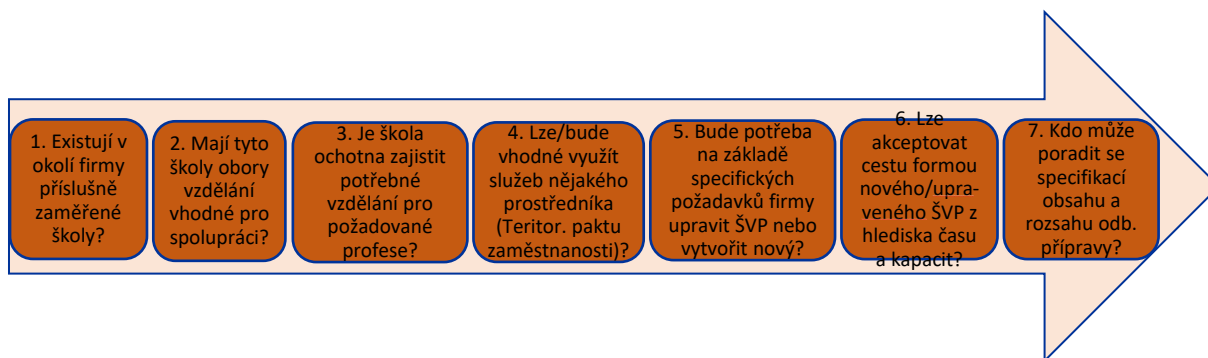 1. Existují v
okolí firmy
příslušně
zaměřené
školy?
2. Mají tyto
školy obory
vzdělání
vhodné pro
spolupráci?
3. Je škola
ochotna zajistit
potřebné
vzdělání pro
požadované
profese?
4. Lze/bude
vhodné využít
služeb nějakého
prostředníka
(Teritor. paktu
zaměstnanosti)?
5. Bude potřeba
na základě
specifických
požadavků firmy
upravit ŠVP nebo
vytvořit nový?
6. Lze
akceptovat
cestu formou
nového/upra-
veného ŠVP z
hlediska času
a kapacit?
7. Kdo může
poradit se
specifikací
obsahu a
rozsahu odb.
přípravy?